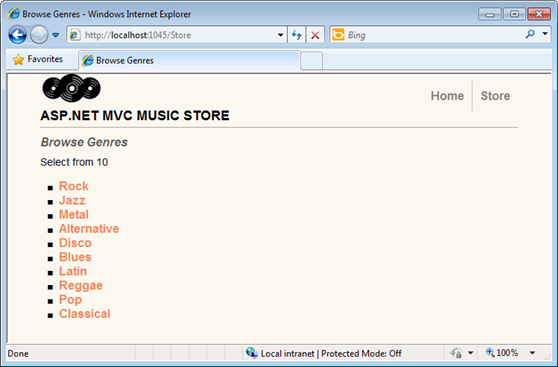 Browse Genres - Windows Internet Explorer
http://localhost:1045/Store
Bing
Favorites
Browse Genres
Home
Store
ASP.NET MVC MUSIC STORE
Browse Genres
Select from 10
Rock
Jazz
Metal
Alternative
Disco
Blues
Latin
Reggae
Pop
Classical
Done
Local intranet | Protected Mode: Off
100%